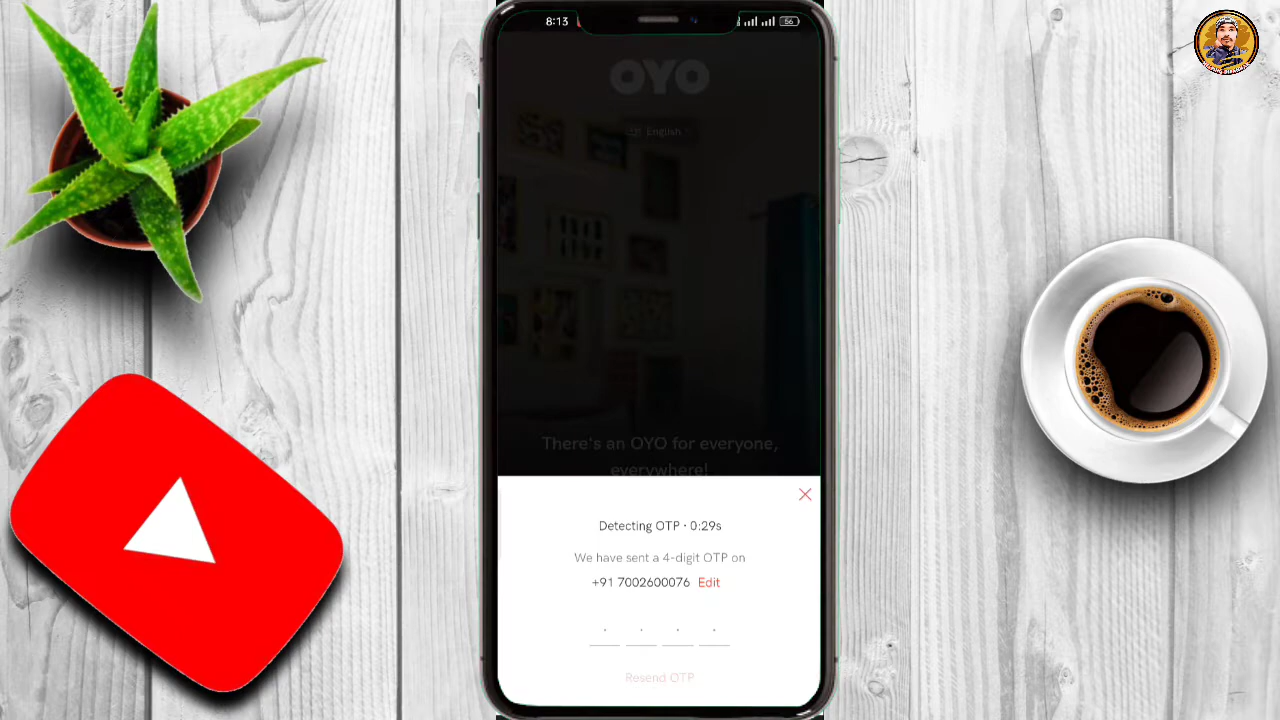 8:13
56
OYO
English
There's an OYO for everyone,
everywhere!
Detecting OTP · 0:29s
We have sent a 4-digit OTP on
+91 7002600076 Edit
Resend OTP